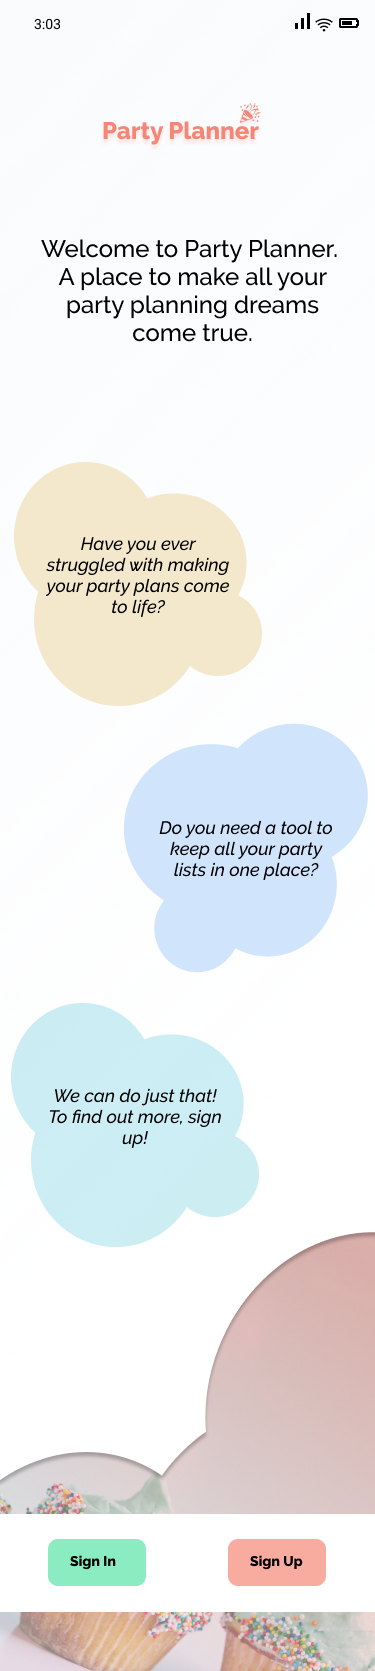 3:03
Party Planner
Welcome to Party Planner.
A place to make all your
party planning dreams
come true.
Have you ever
struggled with making
your party plans come
to life?
Do you need a tool to
keep all your party
lists in one place?
We can do just that!
To find out more, sign
up!
Sign In
Sign Up